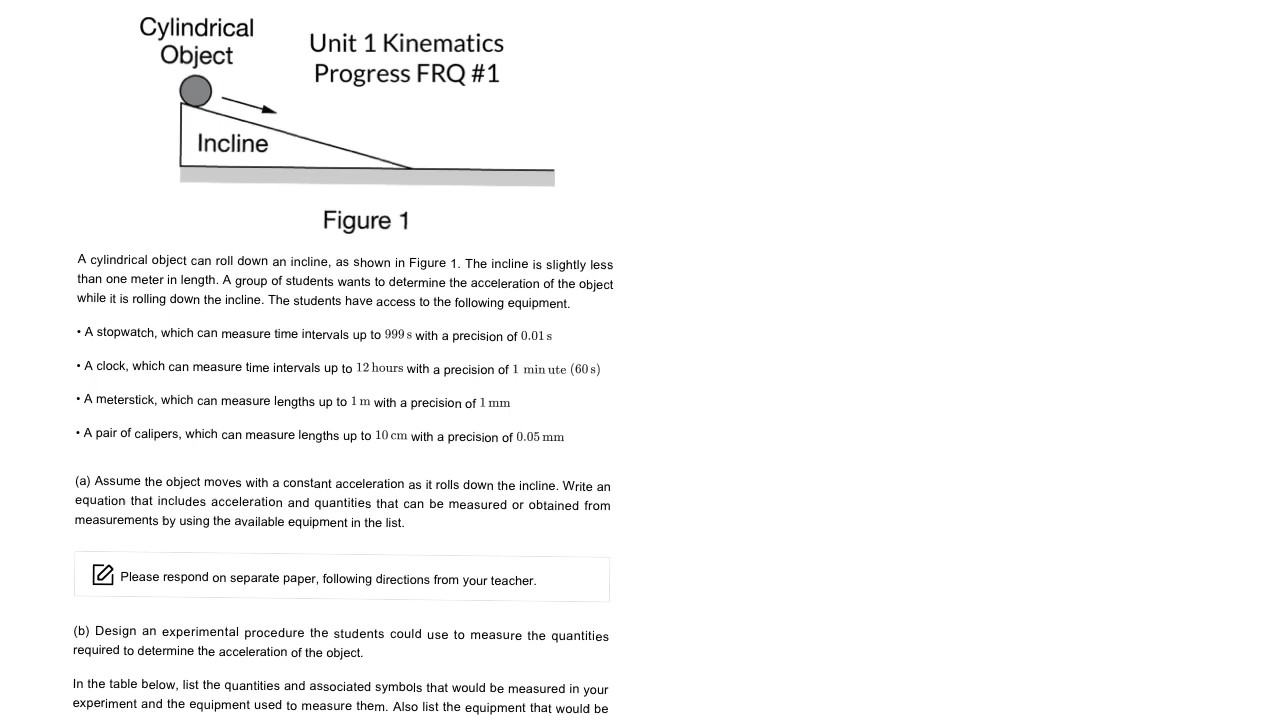 Cylindrical
Object
Unit 1 Kinematics
Progress FRQ #1
Incline
Figure 1
A cylindrical object can roll down an incline, as shown in Figure 1. The incline is slightly less
than one meter in length. A group of students wants to determine the acceleration of the object
while it is rolling down the incline. The students have access to the following equipment.
• A stopwatch, which can measure time intervals up to 999 s with a precision of 0.01 s
• A clock, which can measure time intervals up to 12 hours with a precision of 1 min ute (60 s)
• A meterstick, which can measure lengths up to 1 m with a precision of 1 mm
• A pair of calipers, which can measure lengths up to 10 cm with a precision of 0.05 mm
(a) Assume the object moves with a constant acceleration as it rolls down the incline. Write an
equation that includes acceleration and quantities that can be measured or obtained from
measurements by using the available equipment in the list.
Please respond on separate paper, following directions from your teacher.
(b) Design an experimental procedure the students could use to measure the quantities
required to determine the acceleration of the object.
In the table below, list the quantities and associated symbols that would be measured in your
experiment and the equipment used to measure them. Also list the equipment that would be